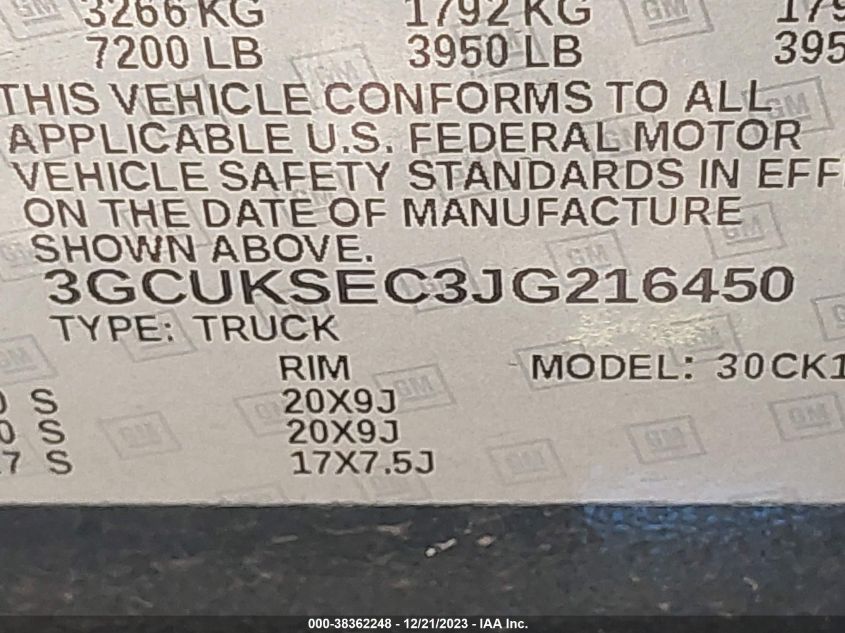 3266 KG 1792 KG
7200 LB 3950 LB
THIS VEHICLE CONFORMS TO ALL
APPLICABLE U.S. FEDERAL MOTOR
VEHICLE SAFETY STANDARDS IN
ON THE DATE OF MANUFACTURE
SHOWN ABOVE.
3GCUKSEC3JG216450
TYPE: TRUCK
RIM MODEL: 30CK1
S 20X9J
S 20X9J
S 17X7.5J
000-38362248 - 12/21/2023 - IAA Inc.